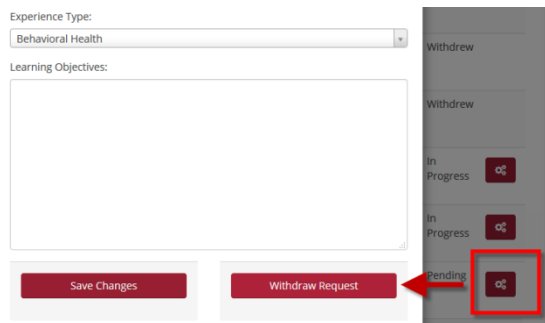 Experience Type:
Behavioral Health
Learning Objectives:
Save Changes
Withdraw Request
Withdrew
Withdrew
In
Progress
In
Progress
Pending